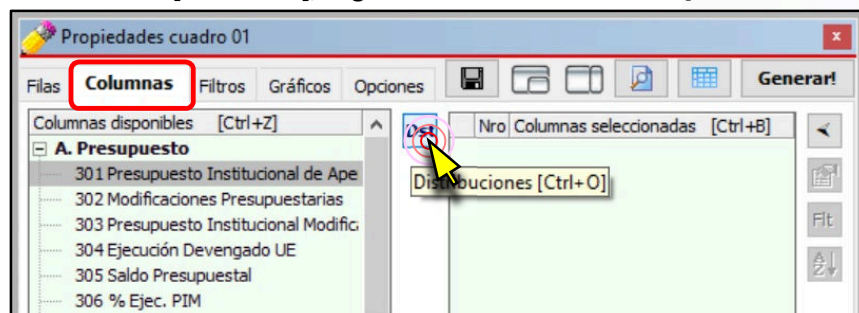 Propiedades cuadro 01
x
Filas Columnas Filtros Gráficos Opciones Generar!
Columnas disponibles [Ctrl+Z]
Dst
Nro Columnas seleccionadas [Ctrl+B]
A. Presupuesto
301 Presupuesto Institucional de Ape
Distribuciones [Ctrl+O]
302 Modificaciones Presupuestarias
303 Presupuesto Institucional Modific
Flt
304 Ejecución Devengado UE
305 Saldo Presupuestal
A
Z
306 % Ejec. PIM